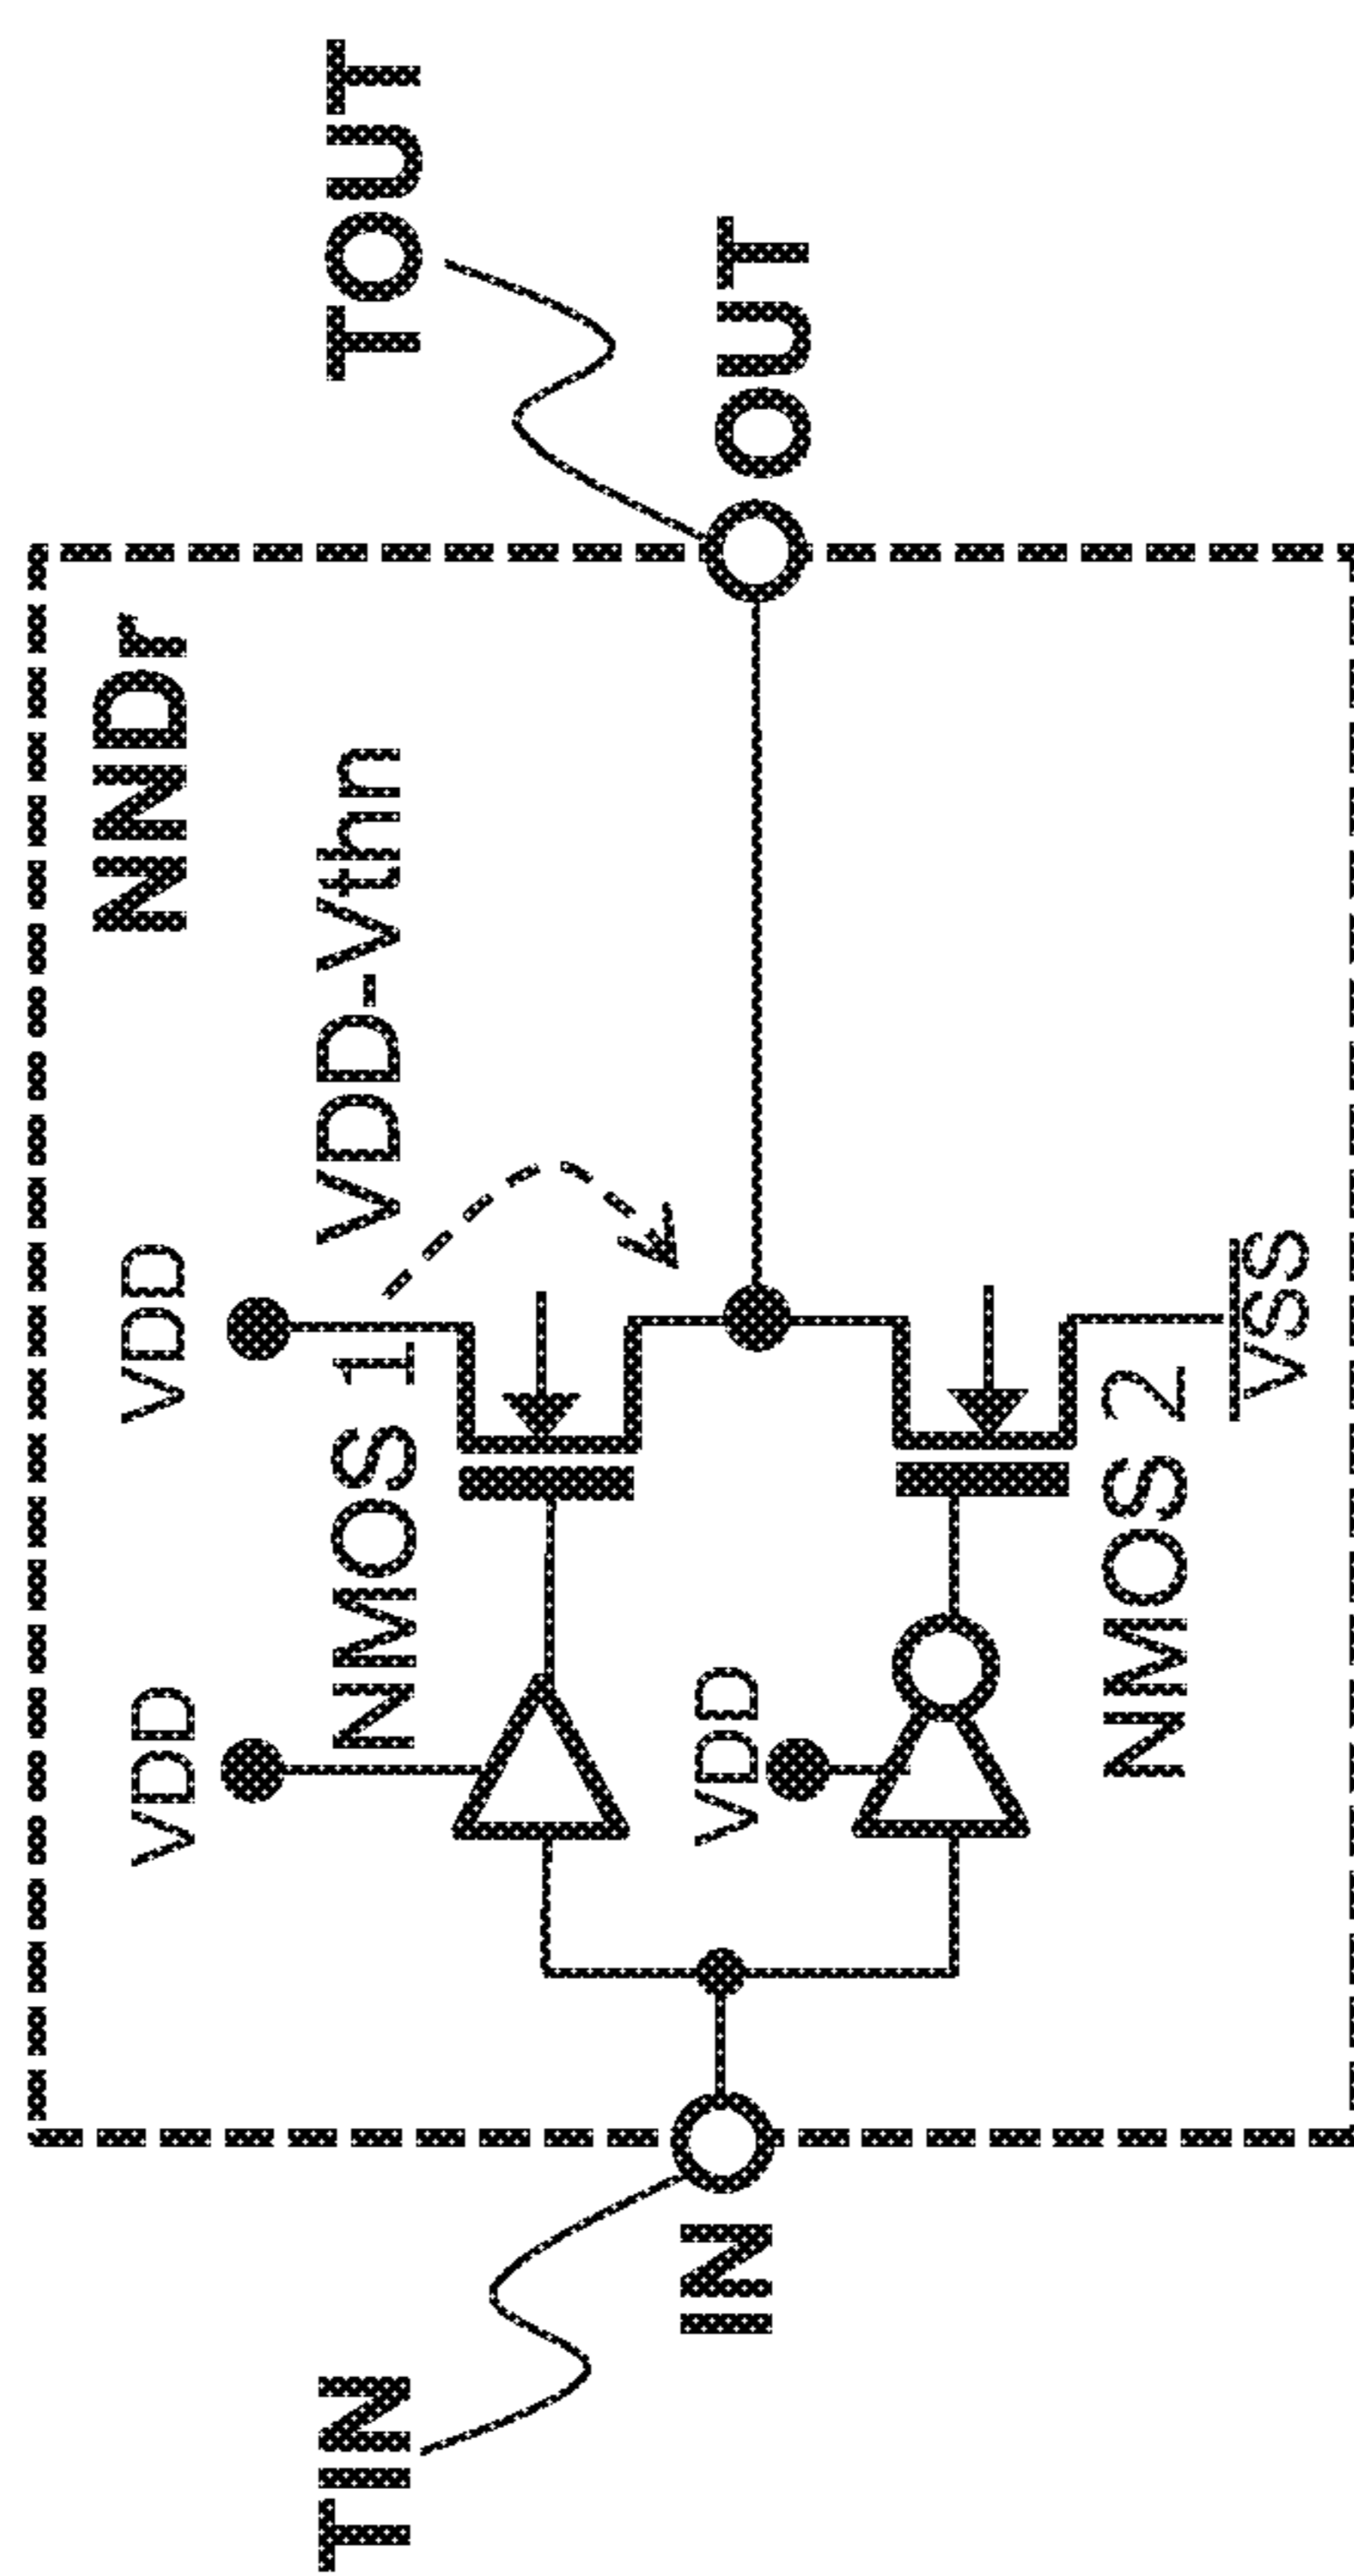 NNDr
VDD
VDD
NMOS 1
VDD-Vthn
TIN
TOUT
VDD
IN
OUT
NMOS 2
VSS